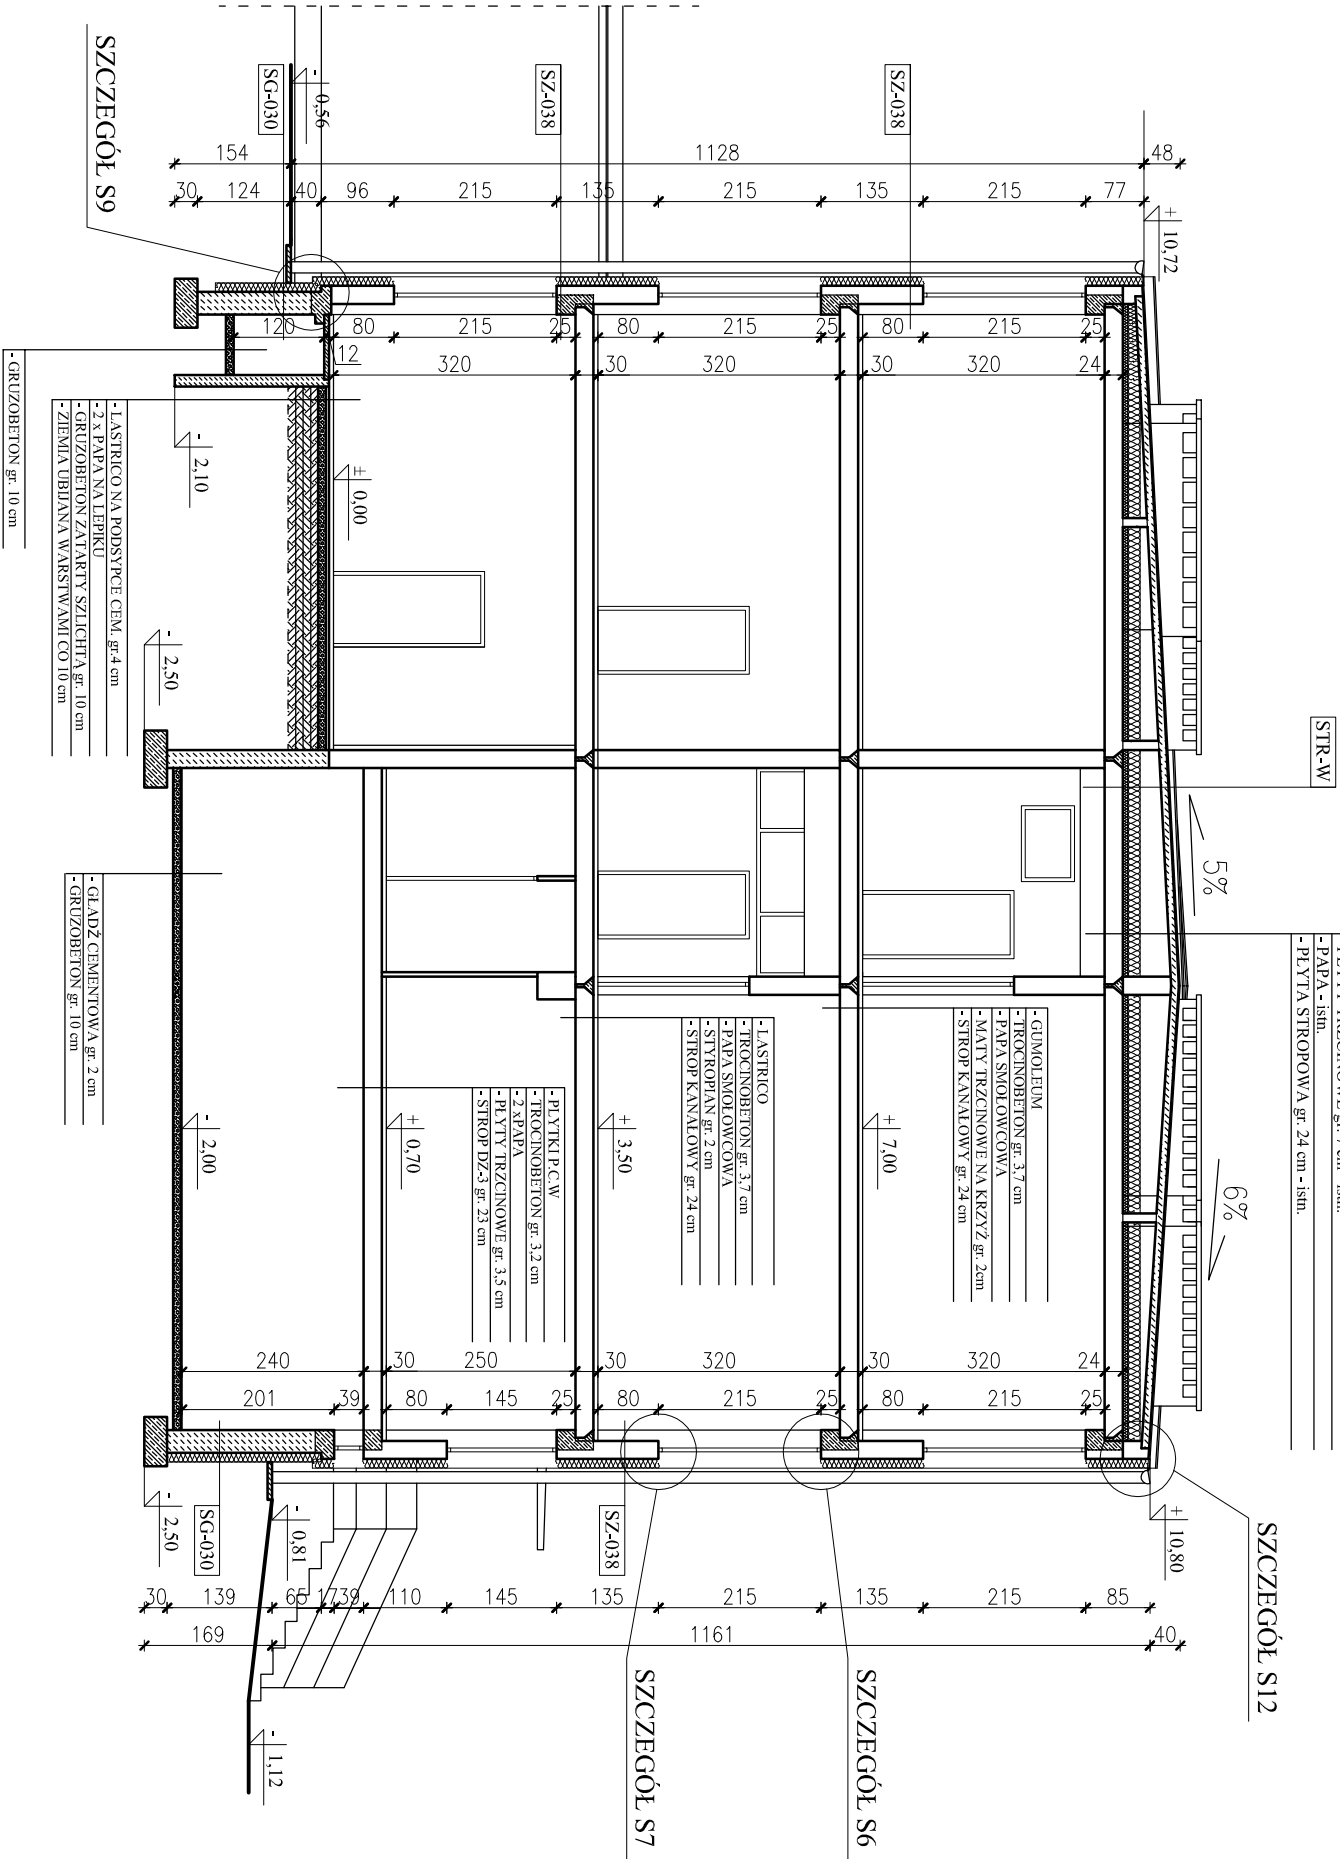 SZCZEGÓŁ S9
SG-030
- 0,56
SZ-038
SZ-038
154
1128
48
30
124
40
96
215
135
215
135
215
77
+ 10,72
120
80
215
25
80
215
25
80
215
25
12
320
30
320
30
320
24
- GRUZOBETON gr. 10 cm
- LASTRICO NA PODSYPCE CEM. gr.4 cm
- 2 x PAPA NA LEPIKU
- GRUZOBETON ZATARTY SZLICHTA gr. 10 cm
- ZIEMIA UBIJANA WARSTWAMI CO 10 cm
- 2,10
± 0,00
- 2,50
STR-W
5%
6%
- PAPA - istn.
- PŁYTA STROPOWA gr. 24 cm - istn.
- GŁADŹ CEMENTOWA gr. 2 cm
- GRUZOBETON gr. 10 cm
- GUMOLEUM
- TROCINOBETON gr. 3,7 cm
- PAPA SMOŁOWCOWA
- MATY TRZCINOWE NA KRZYŻ gr. 2cm
- STROP KANAŁOWY gr. 24 cm
- LASTRICO
- TROCINOBETON gr. 3,7 cm
- PAPA SMOŁOWCOWA
- STYROPIAN gr. 2 cm
- STROP KANAŁOWY gr. 24 cm
- PŁYTKI P.C.W
- TROCINOBETON gr. 3,2 cm
- 2 xPAPA
- PŁYTY TRZCINOWE gr. 3,5 cm
- STROP DZ-3 gr. 23 cm
- 2,00
+ 0,70
+ 3,50
+ 7,00
240
30
250
30
320
30
320
24
201
39
80
145
25
80
215
25
80
215
25
- 2,50
SG-030
- 0,81
SZ-038
+ 10,80
SZCZEGÓŁ S12
30
139
65
17
39
110
145
135
215
135
215
85
169
1161
40
SZCZEGÓŁ S7
SZCZEGÓŁ S6
- 1,12